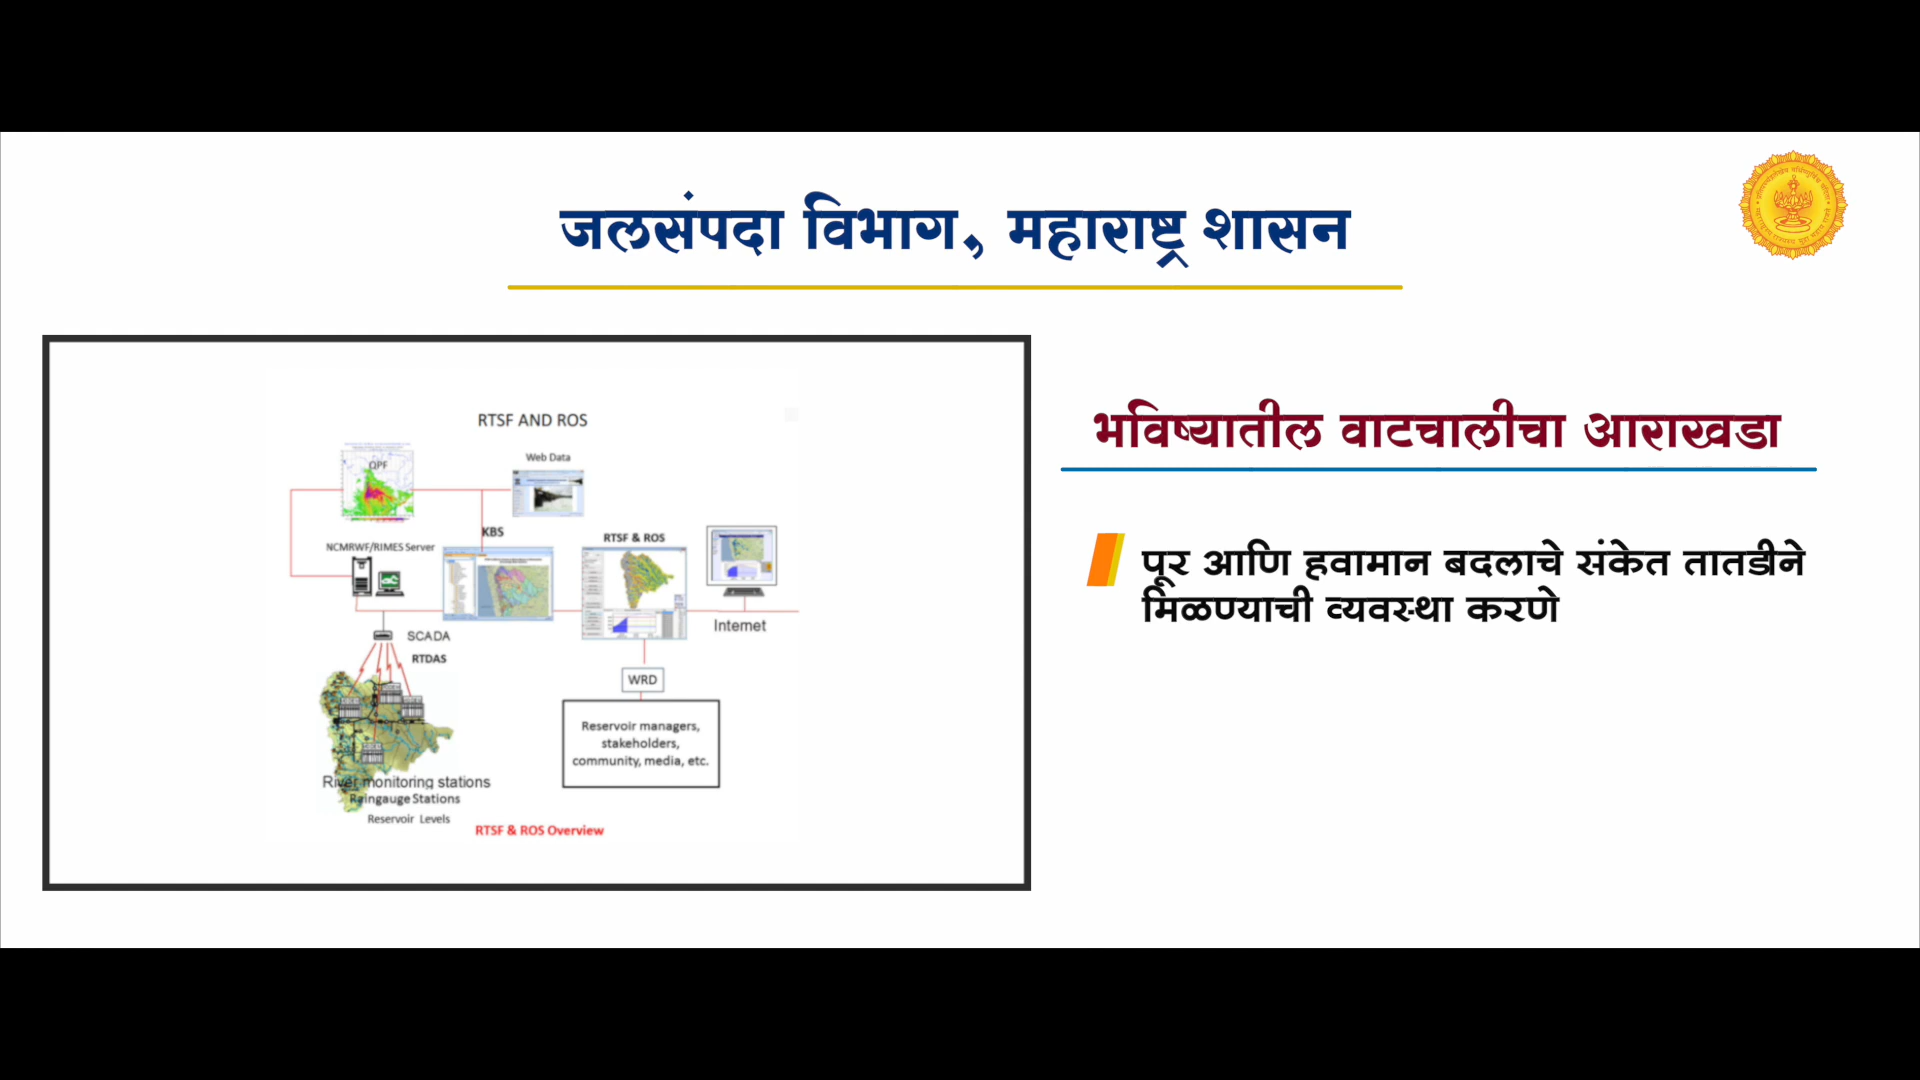 जलसंपदा विभाग, महाराष्ट्र शासन
RTSF AND ROS
QPF
Web Data
KBS
NCMRWF/RIMES Server
RTSF & ROS
Internet
SCADA
RTDAS
WRD
Reservoir managers,
stakeholders,
community, media, etc.
River monitoring stations
Raingauge Stations
Reservoir Levels
RTSF & ROS Overview
भविष्यातील वाटचालीचा आराखडा
पूर आणि हवामान बदलाचे संकेत तातडीने
मिळण्याची व्यवस्था करणे